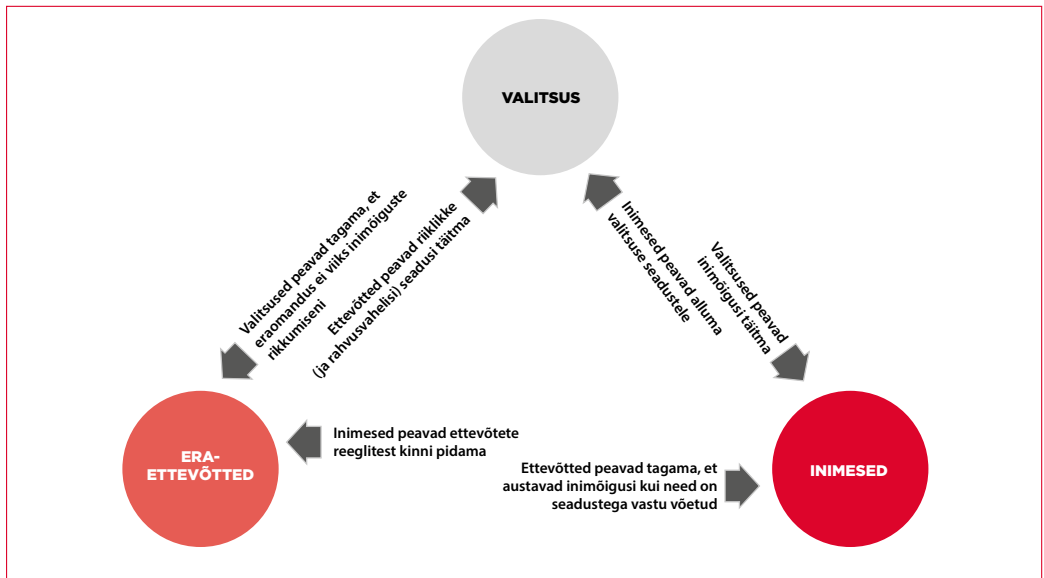 VALITSUS
Valitsused peavad tagama, et
eraomandus ei viiks inimõiguste
rikkumiseni
Ettevõtted peavad riiklikke
(ja rahvusvahelisi) seadusi täitma
Inimesed peavad alluma
valitsuse seadustele
Valitsused peavad
inimõigusi täitma
ERA-
ETTEVÕTTED
Inimesed peavad ettevõtete
reeglitest kinni pidama
Ettevõtted peavad tagama, et
austavad inimõigusi kui need on
seadustega vastu võetud
INIMESED